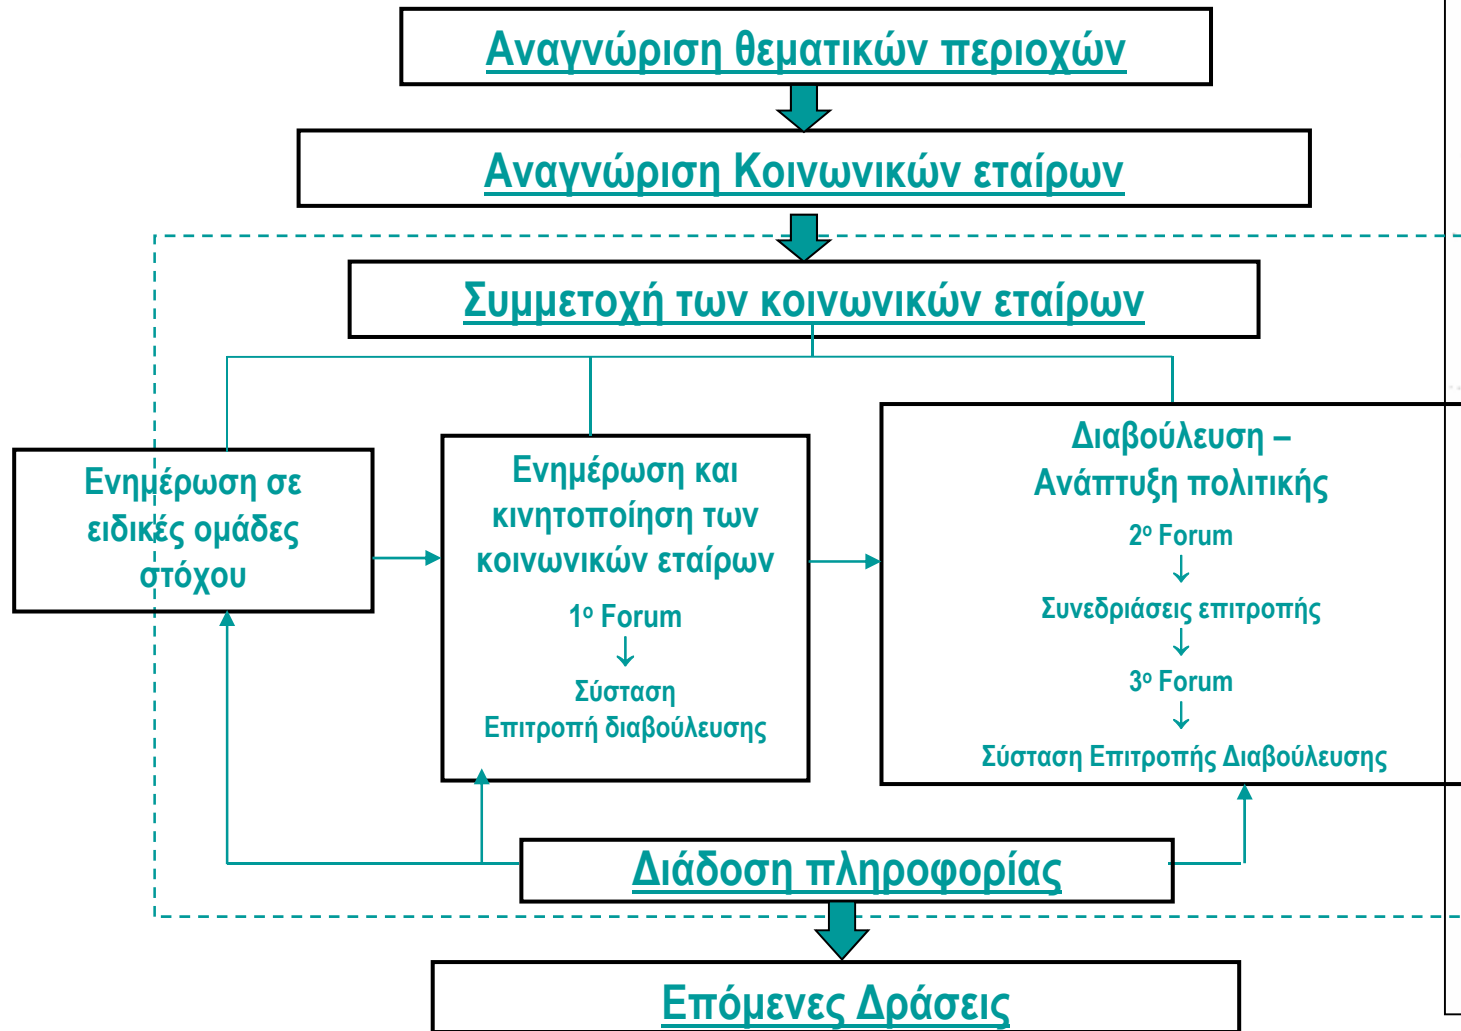 Αναγνώριση θεματικών περιοχών
Αναγνώριση Κοινωνικών εταίρων
Συμμετοχή των κοινωνικών εταίρων
Ενημέρωση σε
ειδικές ομάδες
στόχου
Ενημέρωση και
κινητοποίηση των
κοινωνικών εταίρων
1ο Forum
↓
Σύσταση
Επιτροπή διαβούλευσης
Διαβούλευση –
Ανάπτυξη πολιτικής
2ο Forum
↓
Συνεδριάσεις επιτροπής
↓
3ο Forum
↓
Σύσταση Επιτροπής Διαβούλευσης
Διάδοση πληροφορίας
Επόμενες Δράσεις